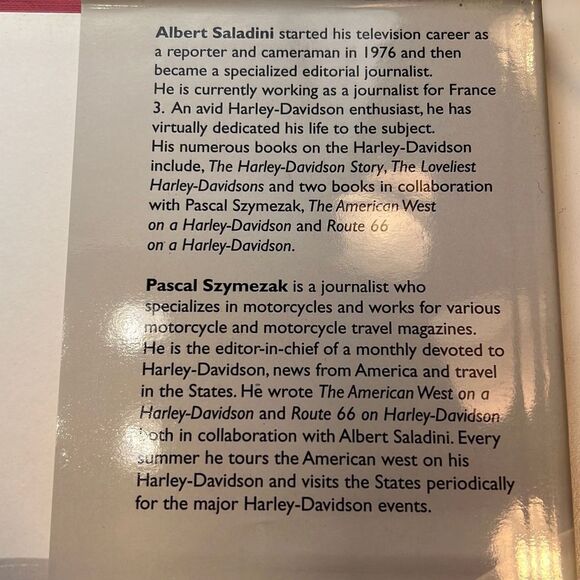 Albert Saladini started his television career as
a reporter and cameraman in 1976 and then
became a specialized editorial journalist.
He is currently working as a journalist for France
3. An avid Harley-Davidson enthusiast, he has
virtually dedicated his life to the subject.
His numerous books on the Harley-Davidson
include, The Harley-Davidson Story, The Loveliest
Harley-Davidsons and two books in collaboration
with Pascal Szymezak, The American West
on a Harley-Davidson and Route 66
on a Harley-Davidson.
Pascal Szymezak is a journalist who
specializes in motorcycles and works for various
motorcycle and motorcycle travel magazines.
He is the editor-in-chief of a monthly devoted to
Harley-Davidson, news from America and travel
in the States. He wrote The American West on a
Harley-Davidson and Route 66 on Harley-Davidson
both in collaboration with Albert Saladini. Every
summer he tours the American west on his
Harley-Davidson and visits the States periodically
for the major Harley-Davidson events.